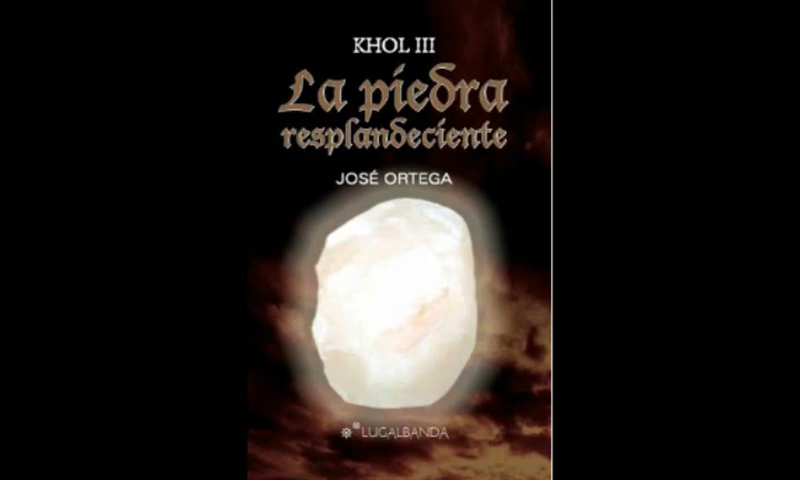 KHOL III
La piedra
resplandeciente
JOSÉ ORTEGA
LUGALBANDA